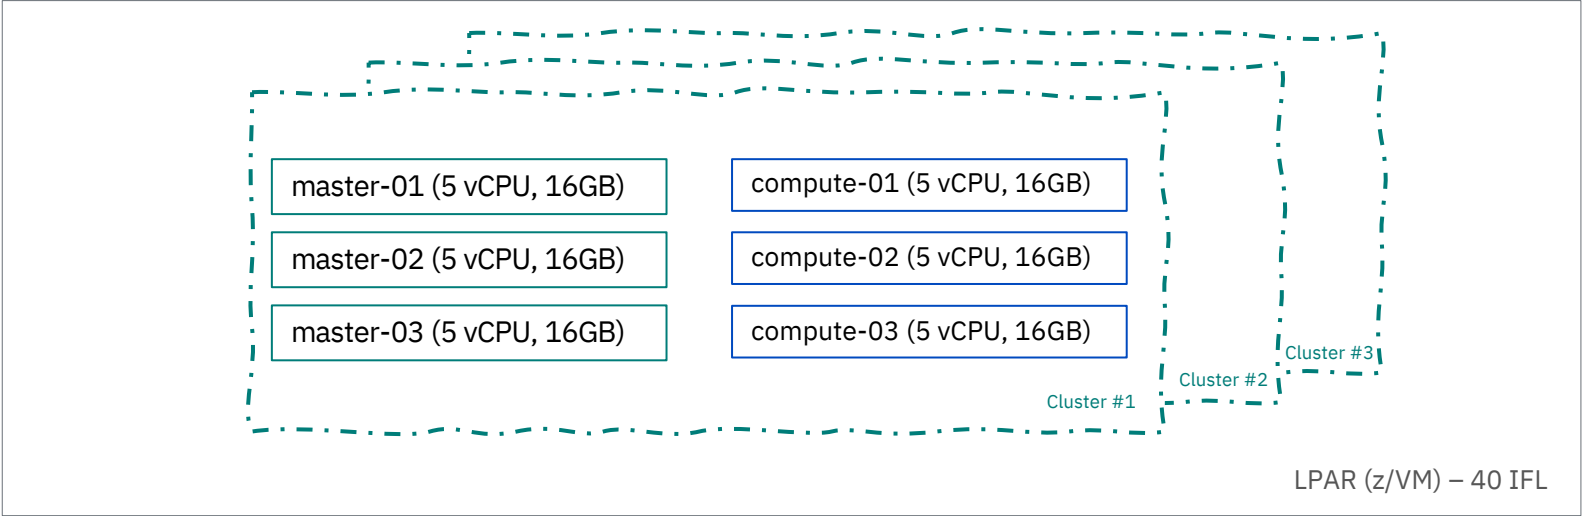 master-01 (5 vCPU, 16GB)
master-02 (5 vCPU, 16GB)
master-03 (5 vCPU, 16GB)
compute-01 (5 vCPU, 16GB)
compute-02 (5 vCPU, 16GB)
compute-03 (5 vCPU, 16GB)
Cluster #1
Cluster #2
Cluster #3
LPAR (z/VM) – 40 IFL